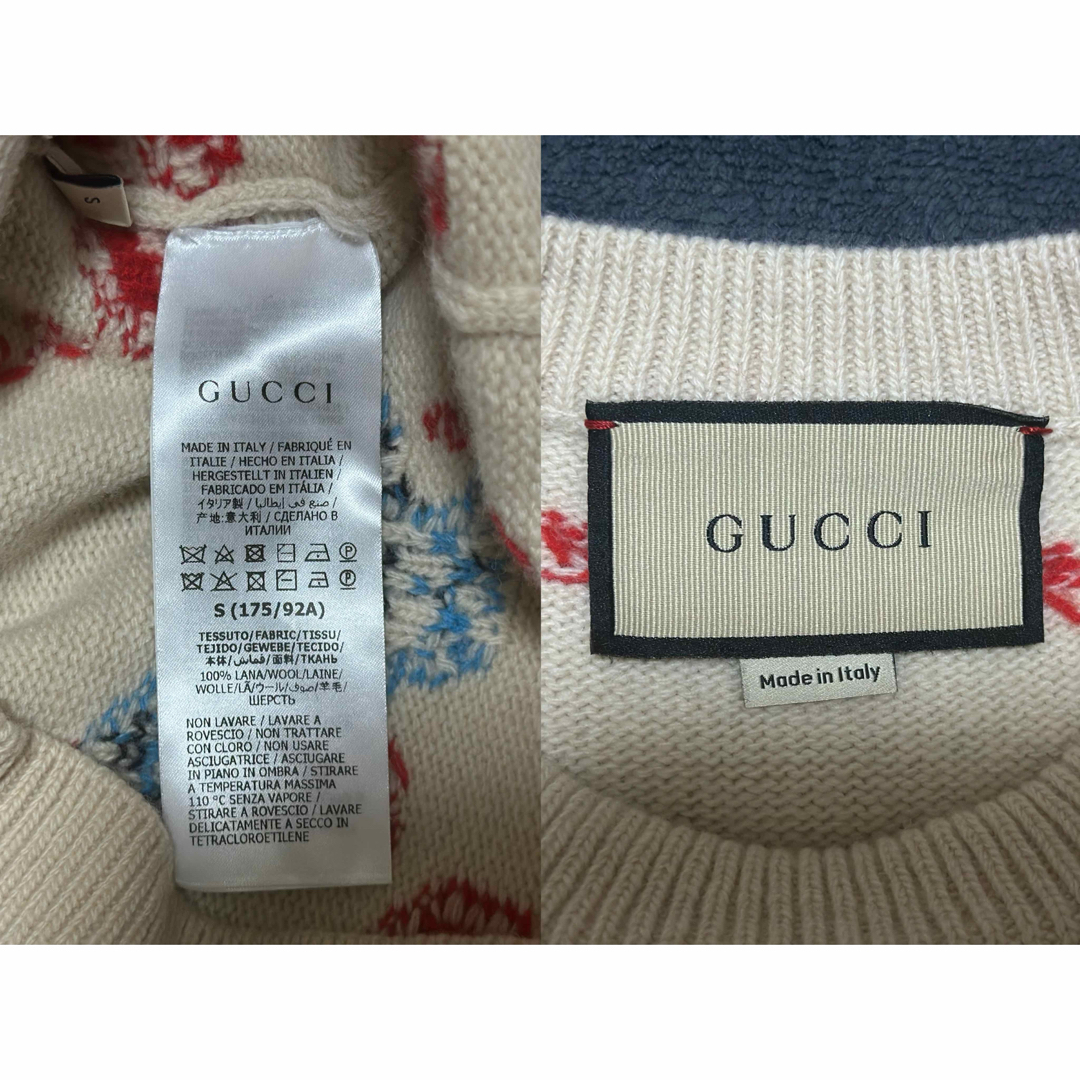 S
GUCCI
MADE IN ITALY / FABRIQUÉ EN
ITALIE / HECHO EN ITALIA /
HERGESTELLT IN ITALIEN /
FABRICADO EM ITÁLIA /
イタリア製 / صنع في إيطاليا /
产地:意大利 / СДЕЛАНО В
ИТАЛИИ
S (175/92A)
TESSUTO/FABRIC/TISSU/
TEJIDO/GEWEBE/TECIDO/
本体/قماش/面料/ТКАНЬ
100% LANA/WOOL/LAINE/
WOLLE/LÃ/ウール/صوف/羊毛/
ШЕРСТЬ
NON LAVARE / LAVARE A
ROVESCIO / NON TRATTARE
CON CLORO / NON USARE
ASCIUGATRICE / ASCIUGARE
IN PIANO IN OMBRA / STIRARE
A TEMPERATURA MASSIMA
110 °C SENZA VAPORE /
STIRARE A ROVESCIO / LAVARE
DELICATAMENTE A SECCO IN
TETRACLOROETILENE
GUCCI
Made in Italy